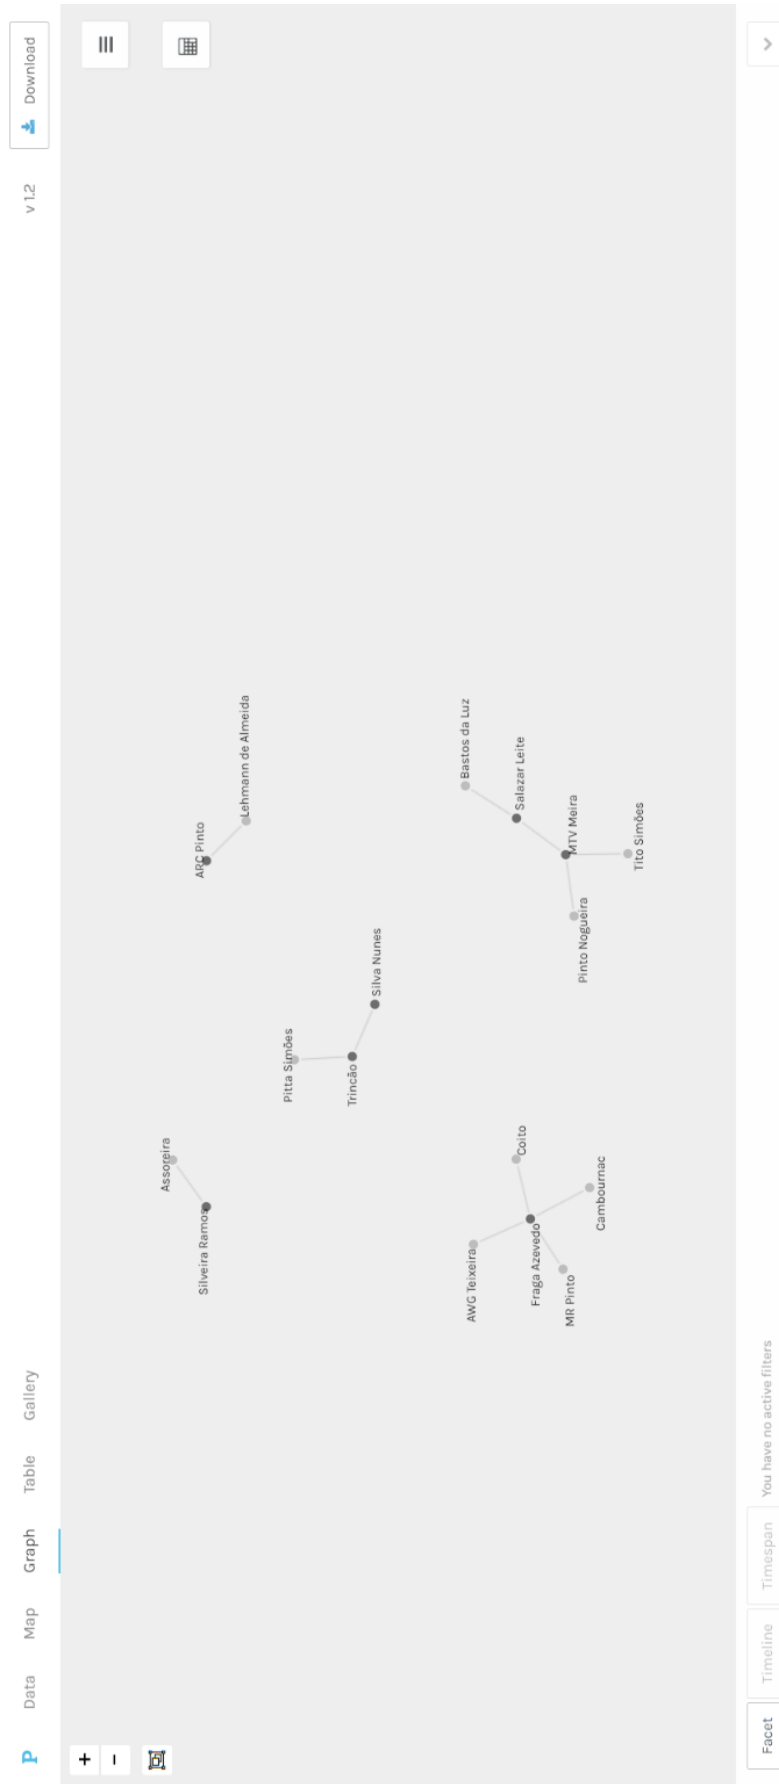 P
Data
Map
Graph
Table
Gallery
v 1.2
Download
+
−
Assoreira
Silveira Ramos
ARC Pinto
Lehmann de Almeida
Pitta Simões
Trincão
Silva Nunes
Bastos da Luz
Salazar Leite
MTV Meira
Pinto Nogueira
Tito Simões
AWG Teixeira
Coito
Fraga Azevedo
MR Pinto
Cambournac
Facet
Timeline
Timespan
You have no active filters